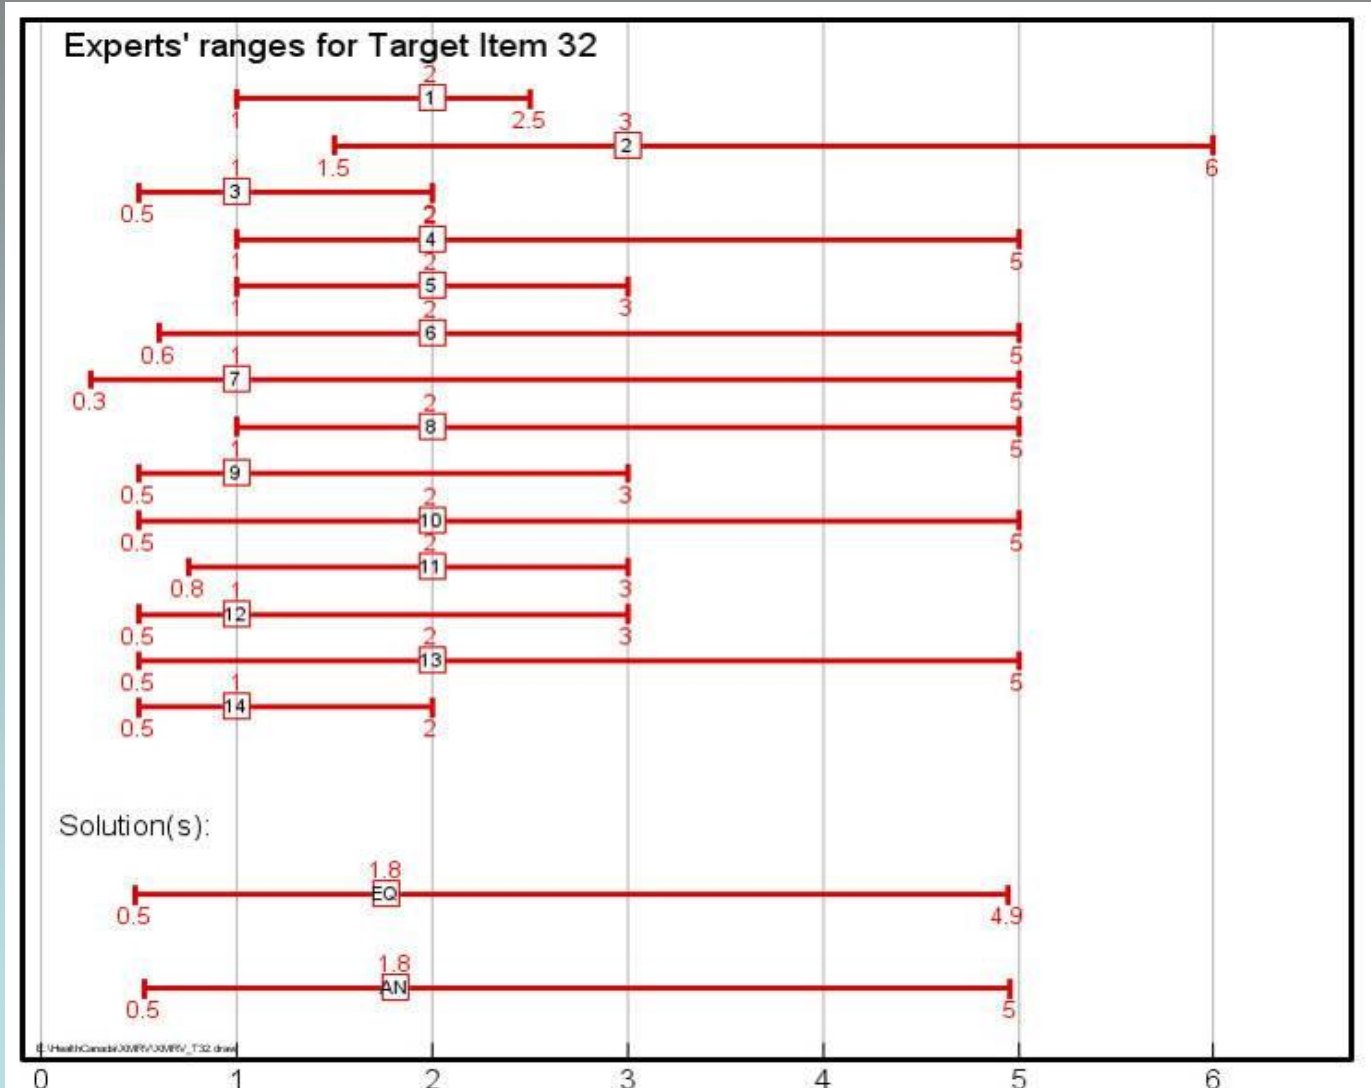 Experts' ranges for Target Item 32
2
1
1 2.5 3
2
1 1.5 6
3
0.5 2
4
1 2 5
5
1 2 3
6
0.6 1 5
7
0.3 2 5
8
1 5
9
0.5 2 3
10
0.5 2 5
11
0.8 1 3
12
0.5 2 3
13
0.5 1 5
14
0.5 2
Solution(s):
1.8
EQ
0.5 4.9
1.8
AN
0.5 5
E:\HealthCanada\XMRV\XMRV_T32.draw
0 1 2 3 4 5 6